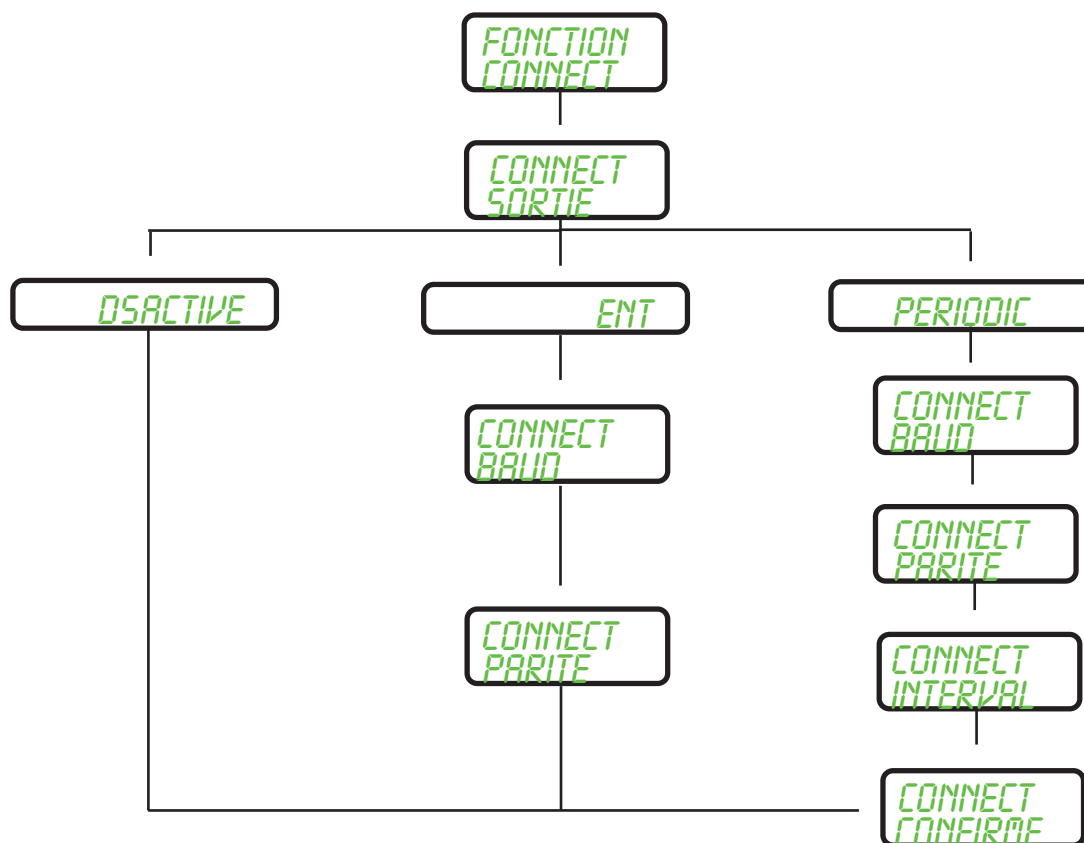 FONCTION
CONNECT
CONNECT
SORTIE
DSACTIVE
ENT
PERIODIC
CONNECT
BAUD
CONNECT
BAUD
CONNECT
PARITE
CONNECT
PARITE
CONNECT
INTERVAL
CONNECT
CONFIRME